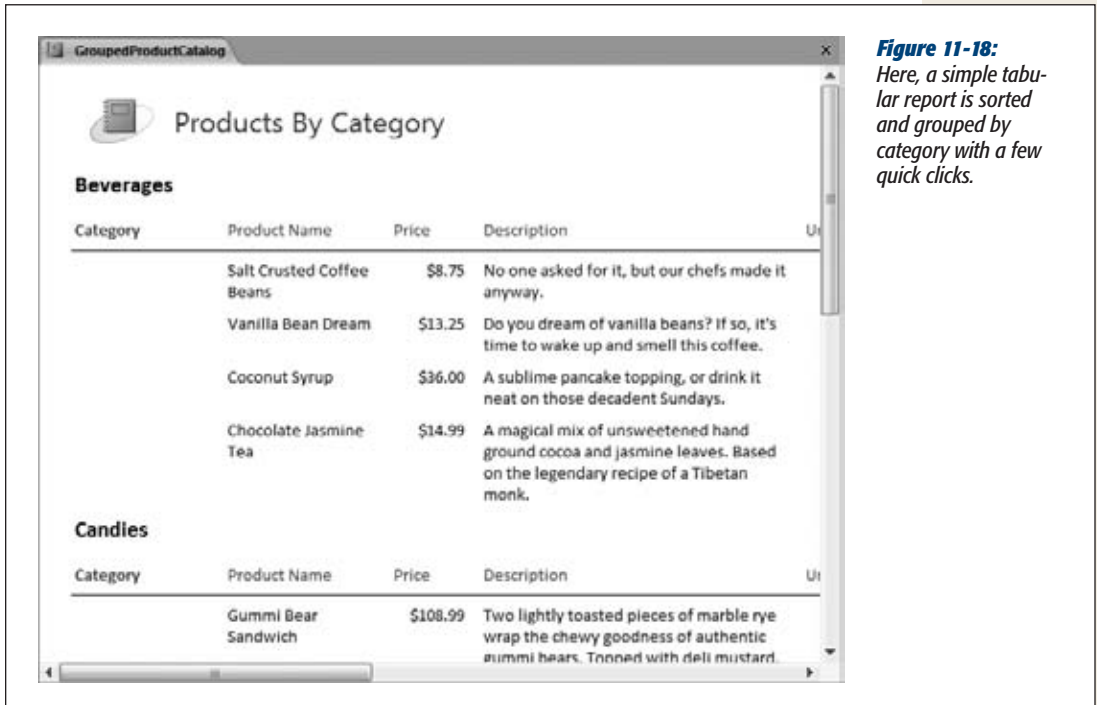 GroupedProductCatalog
Products By Category
Beverages
Category Product Name Price Description
Salt Crusted Coffee Beans $8.75 No one asked for it, but our chefs made it
anyway.
Vanilla Bean Dream $13.25 Do you dream of vanilla beans? If so, it's
time to wake up and smell this coffee.
Coconut Syrup $36.00 A sublime pancake topping, or drink it
neat on those decadent Sundays.
Chocolate Jasmine Tea $14.99 A magical mix of unsweetened hand
ground cocoa and jasmine leaves. Based
on the legendary recipe of a Tibetan
monk.
Candies
Category Product Name Price Description
Gummi Bear Sandwich $108.99 Two lightly toasted pieces of marble rye
wrap the chewy goodness of authentic
gummi bears. Topped with deli mustard,
Figure 11-18:
Here, a simple tabu-
lar report is sorted
and grouped by
category with a few
quick clicks.